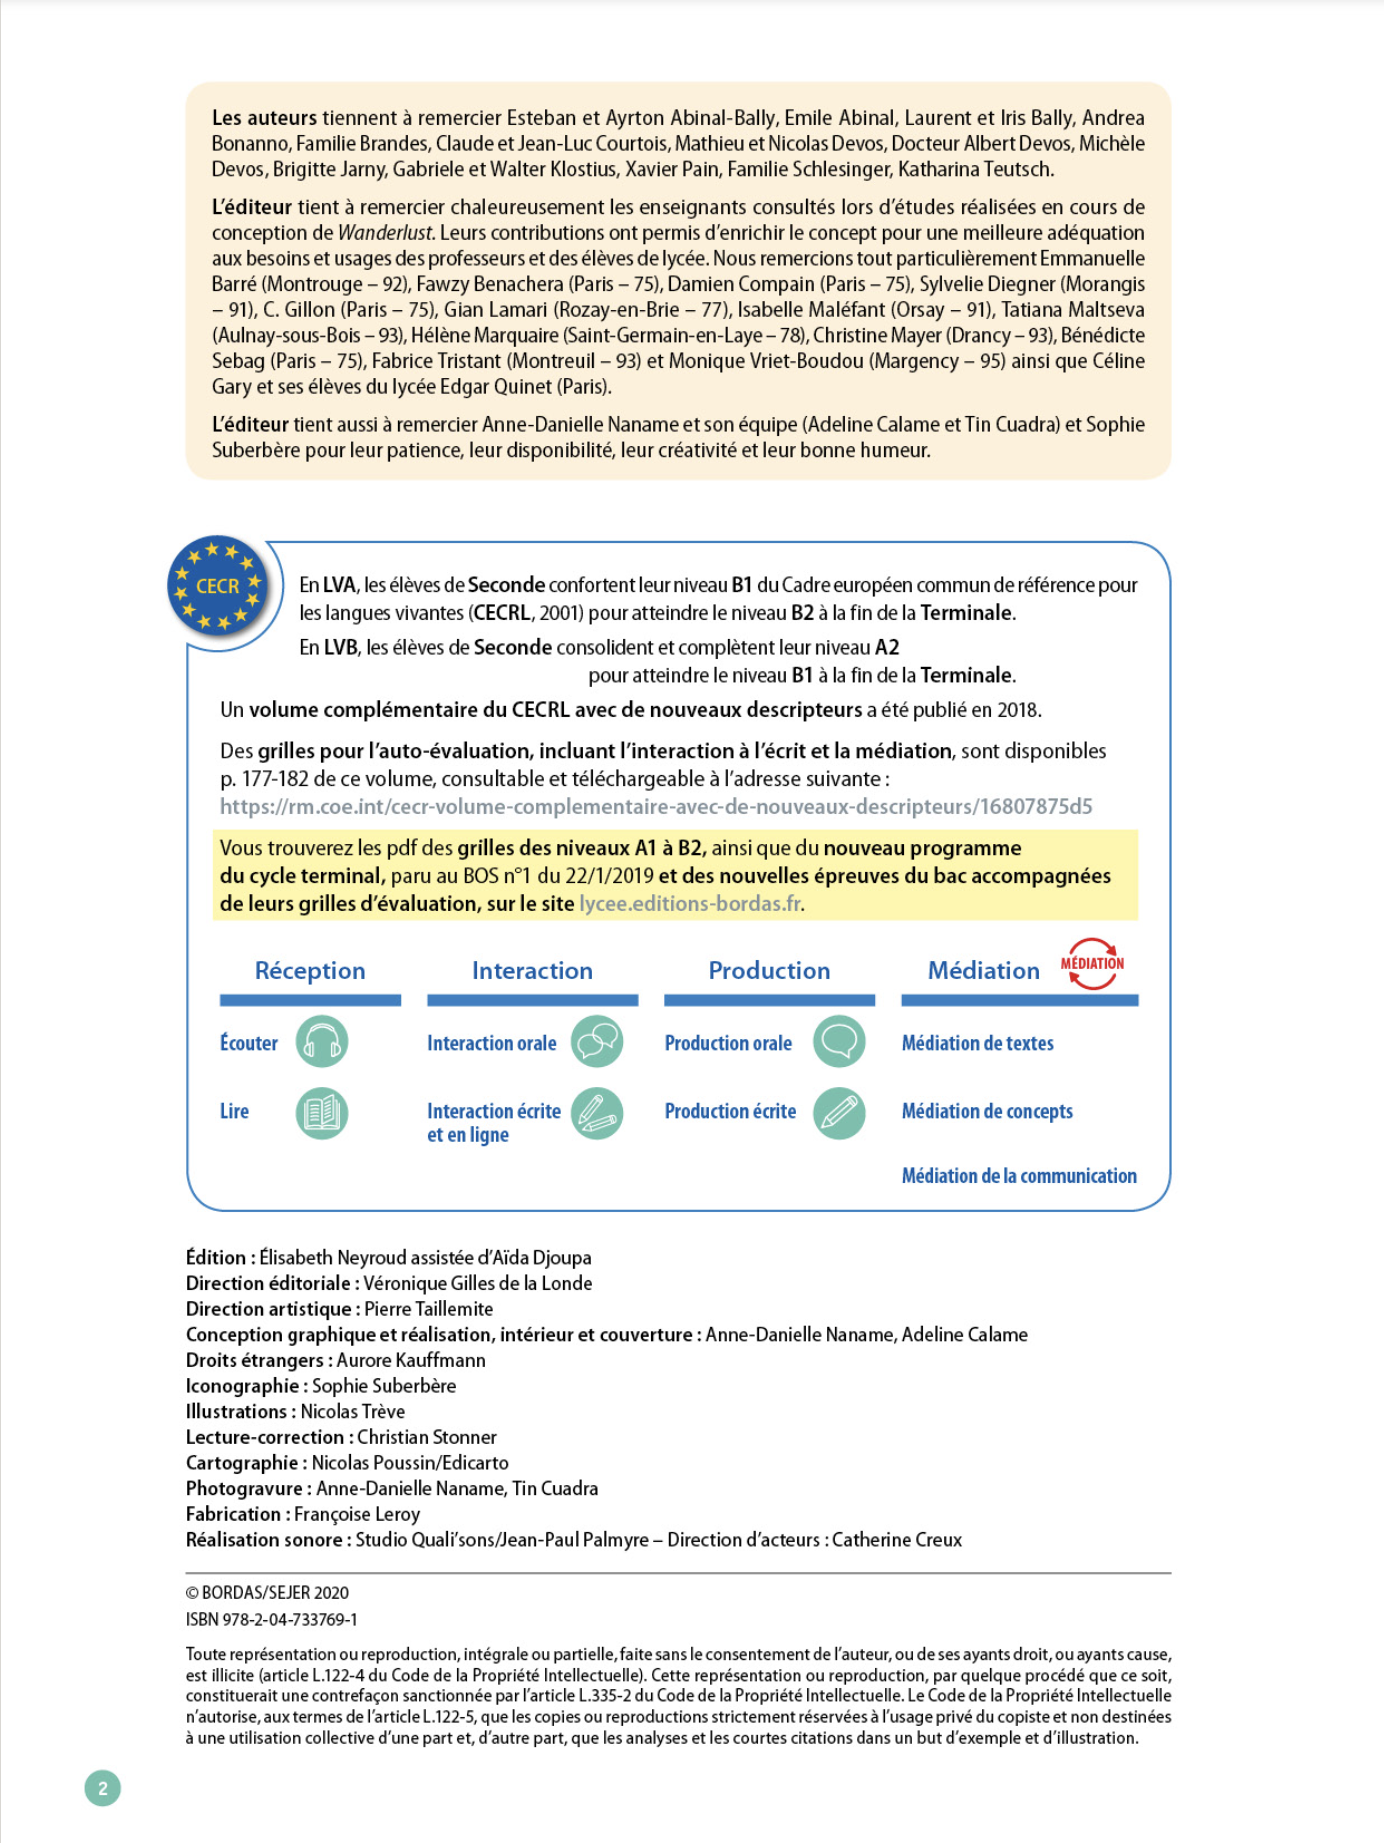 Les auteurs tiennent à remercier Esteban et Ayrton Abinal-Bally, Emile Abinal, Laurent et Iris Bally, Andrea
Bonanno, Familie Brandes, Claude et Jean-Luc Courtois, Mathieu et Nicolas Devos, Docteur Albert Devos, Michèle
Devos, Brigitte Jarny, Gabriele et Walter Klostius, Xavier Pain, Familie Schlesinger, Katharina Teutsch.
L’éditeur tient à remercier chaleureusement les enseignants consultés lors d’études réalisées en cours de
conception de Wanderlust. Leurs contributions ont permis d’enrichir le concept pour une meilleure adéquation
aux besoins et usages des professeurs et des élèves de lycée. Nous remercions tout particulièrement Emmanuelle
Barré (Montrouge – 92), Fawzy Benachera (Paris – 75), Damien Compain (Paris – 75), Sylvelie Diegner (Morangis
– 91), C. Gillon (Paris – 75), Gian Lamari (Rozay-en-Brie – 77), Isabelle Maléfant (Orsay – 91), Tatiana Maltseva
(Aulnay-sous-Bois – 93), Hélène Marquaire (Saint-Germain-en-Laye – 78), Christine Mayer (Drancy – 93), Bénédicte
Sebag (Paris – 75), Fabrice Tristant (Montreuil – 93) et Monique Vriet-Boudou (Margency – 95) ainsi que Céline
Gary et ses élèves du lycée Edgar Quinet (Paris).
L’éditeur tient aussi à remercier Anne-Danielle Naname et son équipe (Adeline Calame et Tin Cuadra) et Sophie
Suberbère pour leur patience, leur disponibilité, leur créativité et leur bonne humeur.
CECR
En LVA, les élèves de Seconde confortent leur niveau B1 du Cadre européen commun de référence pour
les langues vivantes (CECRL, 2001) pour atteindre le niveau B2 à la fin de la Terminale.
En LVB, les élèves de Seconde consolident et complètent leur niveau A2
pour atteindre le niveau B1 à la fin de la Terminale.
Un volume complémentaire du CECRL avec de nouveaux descripteurs a été publié en 2018.
Des grilles pour l’auto-évaluation, incluant l’interaction à l’écrit et la médiation, sont disponibles
p. 177-182 de ce volume, consultable et téléchargeable à l’adresse suivante :
https://rm.coe.int/cecr-volume-complementaire-avec-de-nouveaux-descripteurs/16807875d5
Vous trouverez les pdf des grilles des niveaux A1 à B2, ainsi que du nouveau programme
du cycle terminal, paru au BOS n°1 du 22/1/2019 et des nouvelles épreuves du bac accompagnées
de leurs grilles d’évaluation, sur le site lycee.editions-bordas.fr.
Réception Interaction Production Médiation MÉDIATION
Écouter Interaction orale Production orale Médiation de textes
Lire Interaction écrite Production écrite Médiation de concepts
et en ligne
Médiation de la communication
Édition : Élisabeth Neyroud assistée d’Aïda Djoupa
Direction éditoriale : Véronique Gilles de la Londe
Direction artistique : Pierre Taillemite
Conception graphique et réalisation, intérieur et couverture : Anne-Danielle Naname, Adeline Calame
Droits étrangers : Aurore Kauffmann
Iconographie : Sophie Suberbère
Illustrations : Nicolas Trève
Lecture-correction : Christian Stonner
Cartographie : Nicolas Poussin/Edicarto
Photogravure : Anne-Danielle Naname, Tin Cuadra
Fabrication : Françoise Leroy
Réalisation sonore : Studio Quali’sons/Jean-Paul Palmyre – Direction d’acteurs : Catherine Creux
© BORDAS/SEJER 2020
ISBN 978-2-04-733769-1
Toute représentation ou reproduction, intégrale ou partielle, faite sans le consentement de l’auteur, ou de ses ayants droit, ou ayants cause,
est illicite (article L.122-4 du Code de la Propriété Intellectuelle). Cette représentation ou reproduction, par quelque procédé que ce soit,
constituerait une contrefaçon sanctionnée par l’article L.335-2 du Code de la Propriété Intellectuelle. Le Code de la Propriété Intellectuelle
n’autorise, aux termes de l’article L.122-5, que les copies ou reproductions strictement réservées à l’usage privé du copiste et non destinées
à une utilisation collective d’une part et, d’autre part, que les analyses et les courtes citations dans un but d’exemple et d’illustration.
2